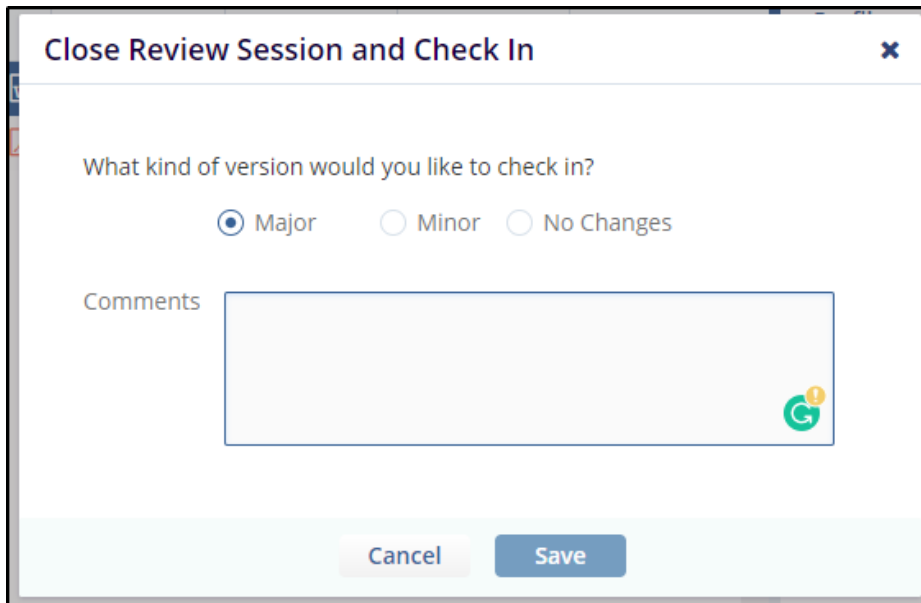 Close Review Session and Check In
What kind of version would you like to check in?
Major Minor No Changes
Comments
Cancel Save